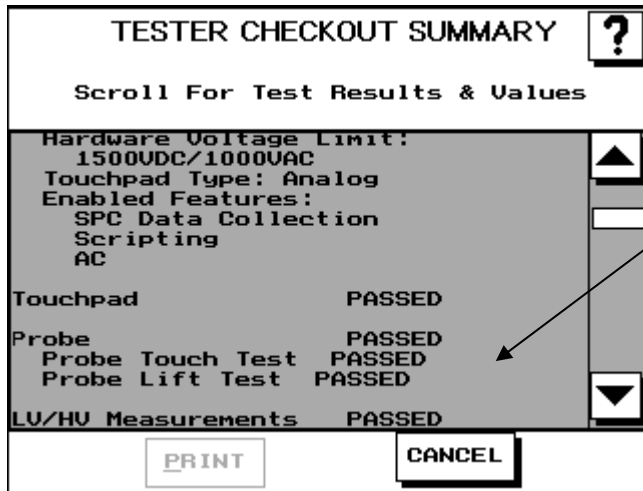 TESTER CHECKOUT SUMMARY ?
Scroll For Test Results & Values
Hardware Voltage Limit:
1500VDC/1000VAC
Touchpad Type: Analog
Enabled Features:
SPC Data Collection
Scripting
AC
Touchpad PASSED
Probe PASSED
Probe Touch Test PASSED
Probe Lift Test PASSED
LV/HV Measurements PASSED
PRINT CANCEL